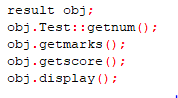 result obj;
obj.Test::getnum();
obj.getmarks();
obj.getscore();
obj.display();